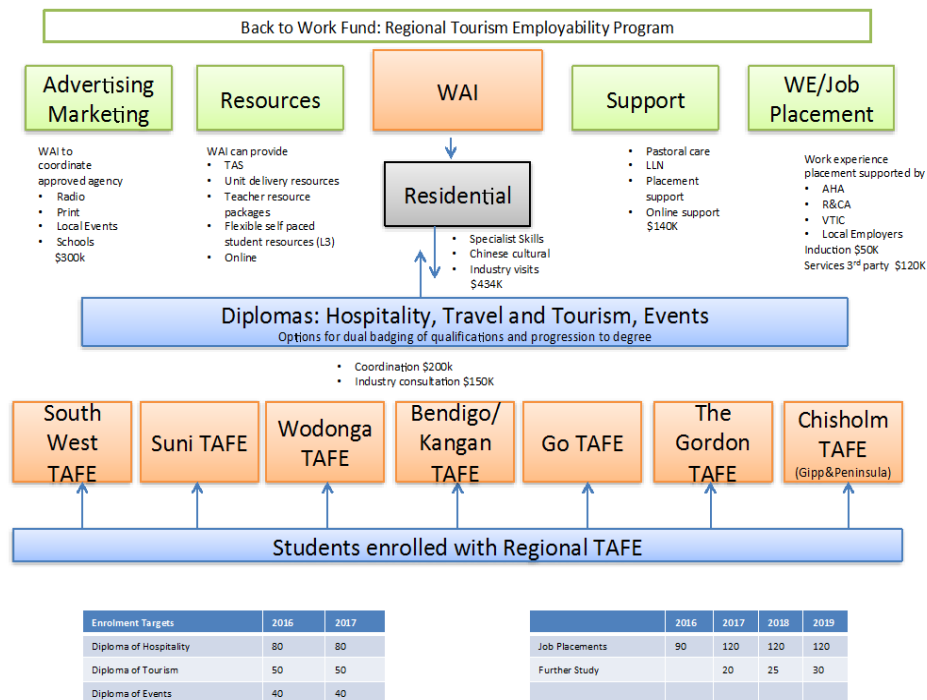 Back to Work Fund: Regional Tourism Employability Program
Advertising
Marketing
Resources
WAI
Support
WE/Job
Placement
WAI to
coordinate
approved agency
• Radio
• Print
• Local Events
• Schools
$300k
WAI can provide
• TAS
• Unit delivery resources
• Teacher resource
packages
• Flexible self paced
student resources (L3)
• Online
Residential
• Specialist Skills
• Chinese cultural
• Industry visits
$434K
• Pastoral care
• LLN
• Placement
support
• Online support
$140K
Work experience
placement supported by
• AHA
• R&CA
• VTIC
• Local Employers
Induction $50K
Services 3rd party $120K
Diplomas: Hospitality, Travel and Tourism, Events
Options for dual badging of qualifications and progression to degree
• Coordination $200k
• Industry consultation $150K
South
West
TAFE
Suni TAFE
Wodonga
TAFE
Bendigo/
Kangan
TAFE
Go TAFE
The
Gordon
TAFE
Chisholm
TAFE
(Gipp&Peninsula)
Students enrolled with Regional TAFE
Enrolment Targets 2016 2017
Diploma of Hospitality 80 80
Diploma of Tourism 50 50
Diploma of Events 40 40
2016 2017 2018 2019
Job Placements 90 120 120 120
Further Study 20 25 30